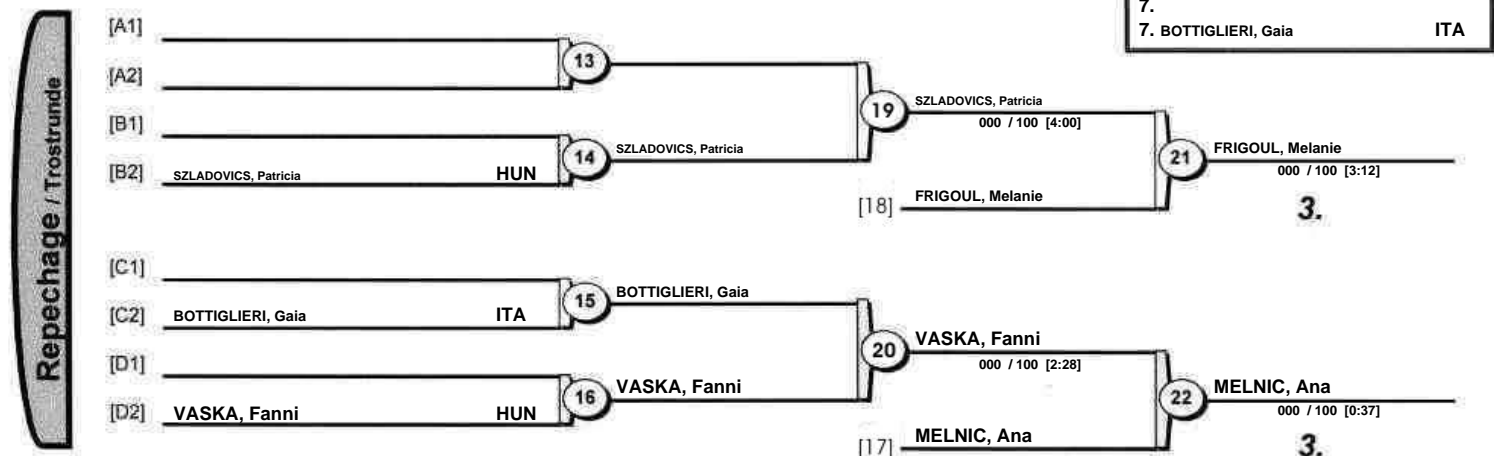 7.
7. BOTTIGLIERI, Gaia ITA
Repechage / Trostrunde
[A1]
13
[A2]
19
SZLADOVICS, Patricia
000 / 100 [4:00]
[B1]
14
SZLADOVICS, Patricia
21
FRIGOUL, Melanie
000 / 100 [3:12]
[B2] SZLADOVICS, Patricia HUN
[18] FRIGOUL, Melanie
3.
[C1]
15
BOTTIGLIERI, Gaia
[C2] BOTTIGLIERI, Gaia ITA
20
VASKA, Fanni
000 / 100 [2:28]
[D1]
16
VASKA, Fanni
22
MELNIC, Ana
000 / 100 [0:37]
[D2] VASKA, Fanni HUN
[17] MELNIC, Ana
3.